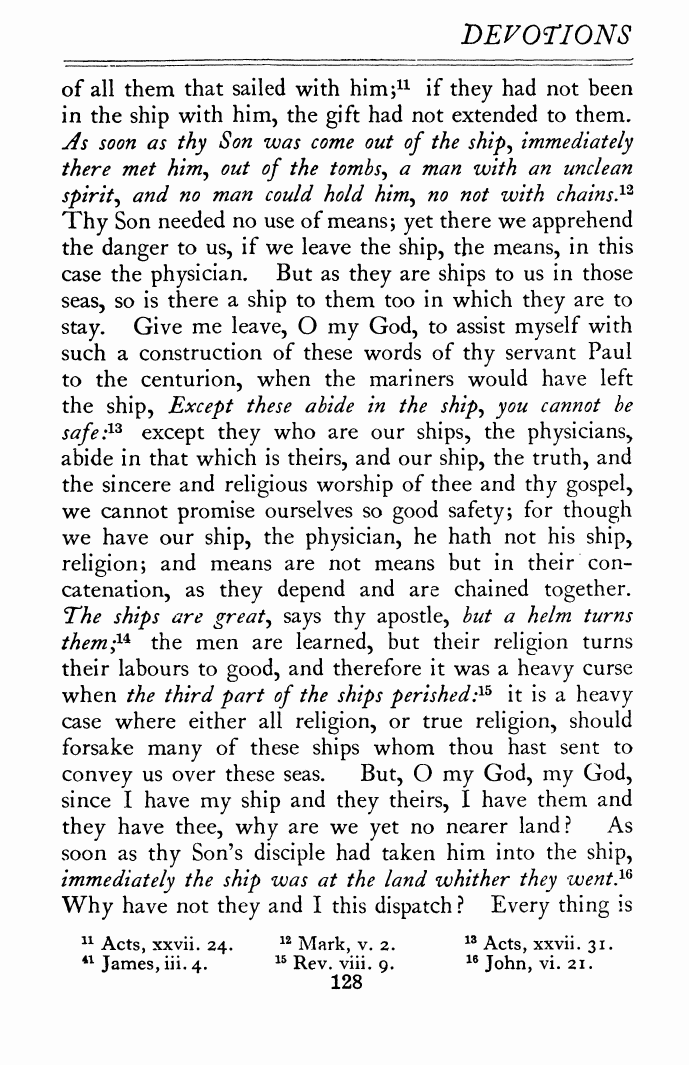 DEVOTIONS
of all them that sailed with him;¹¹ if they had not been
in the ship with him, the gift had not extended to them.
As soon as thy Son was come out of the ship, immediately
there met him, out of the tombs, a man with an unclean
spirit, and no man could hold him, no not with chains.¹²
Thy Son needed no use of means; yet there we apprehend
the danger to us, if we leave the ship, the means, in this
case the physician. But as they are ships to us in those
seas, so is there a ship to them too in which they are to
stay. Give me leave, O my God, to assist myself with
such a construction of these words of thy servant Paul
to the centurion, when the mariners would have left
the ship, Except these abide in the ship, you cannot be
safe:¹³ except they who are our ships, the physicians,
abide in that which is theirs, and our ship, the truth, and
the sincere and religious worship of thee and thy gospel,
we cannot promise ourselves so good safety; for though
we have our ship, the physician, he hath not his ship,
religion; and means are not means but in their con-
catenation, as they depend and are chained together.
The ships are great, says thy apostle, but a helm turns
them;¹⁴ the men are learned, but their religion turns
their labours to good, and therefore it was a heavy curse
when the third part of the ships perished:¹⁵ it is a heavy
case where either all religion, or true religion, should
forsake many of these ships whom thou hast sent to
convey us over these seas. But, O my God, my God,
since I have my ship and they theirs, I have them and
they have thee, why are we yet no nearer land? As
soon as thy Son's disciple had taken him into the ship,
immediately the ship was at the land whither they went.¹⁶
Why have not they and I this dispatch? Every thing is
¹¹ Acts, xxvii. 24. ¹² Mark, v. 2. ¹³ Acts, xxvii. 31.
⁴¹ James, iii. 4. ¹⁵ Rev. viii. 9. ¹⁶ John, vi. 21.
128